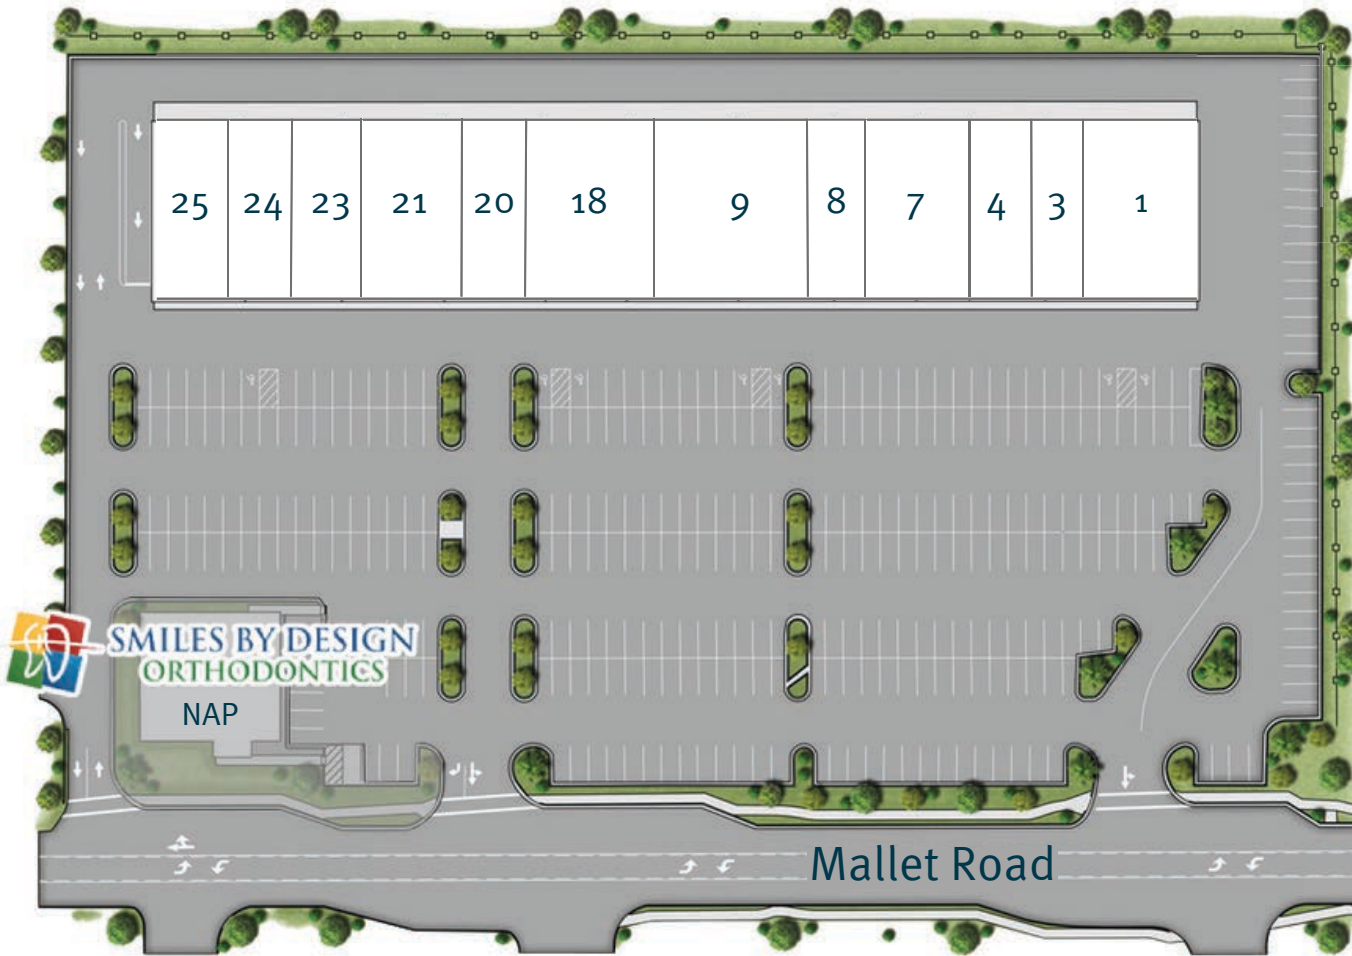 25 24 23 21 20 18 9 8 7 4 3 1
SMILES BY DESIGN
ORTHODONTICS
NAP
Mallet Road